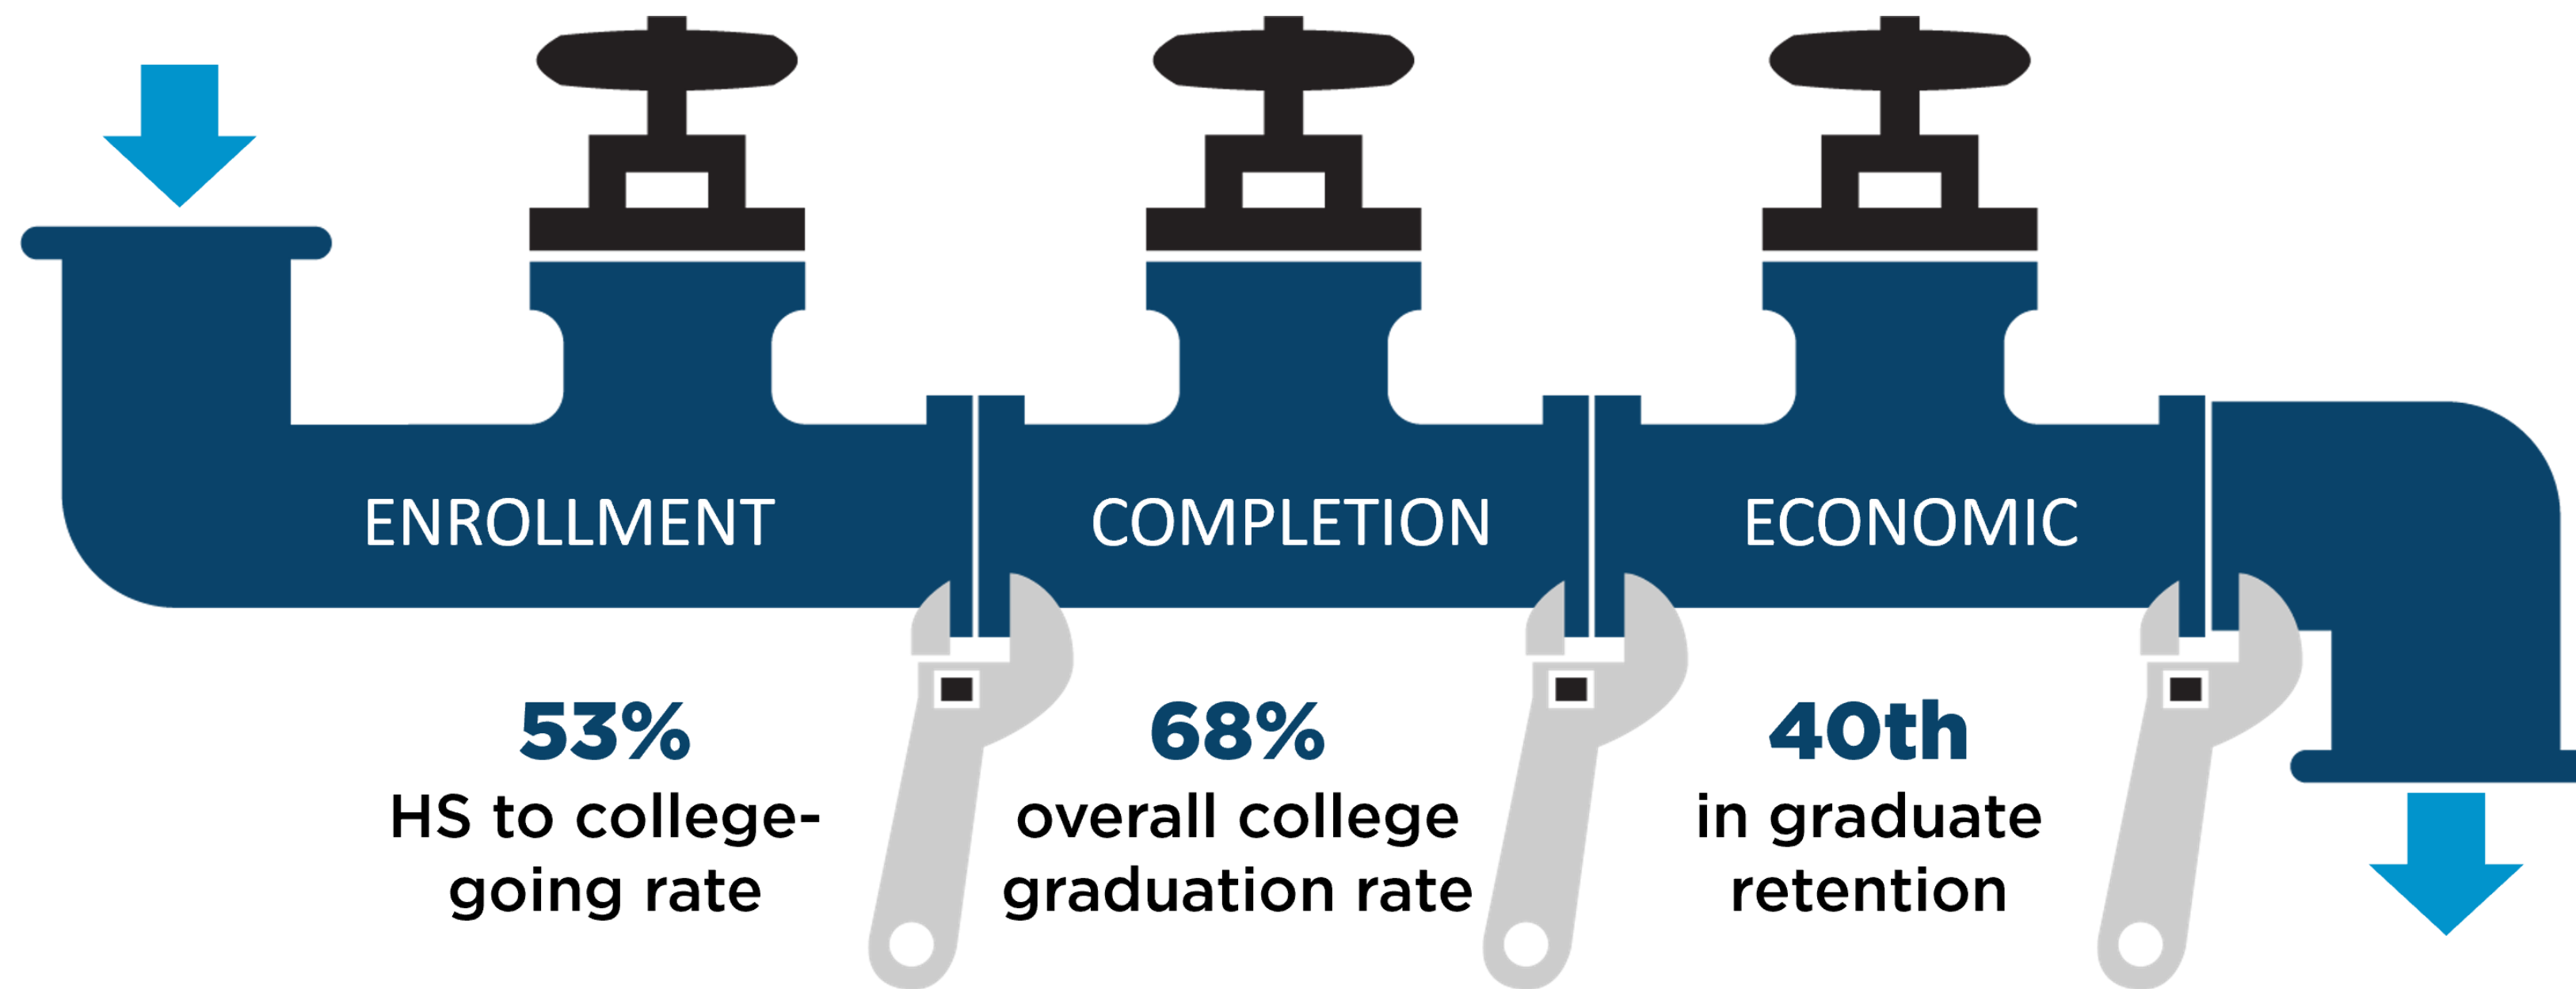 ENROLLMENT
COMPLETION
ECONOMIC
53%
HS to college-
going rate
68%
overall college
graduation rate
40th
in graduate
retention